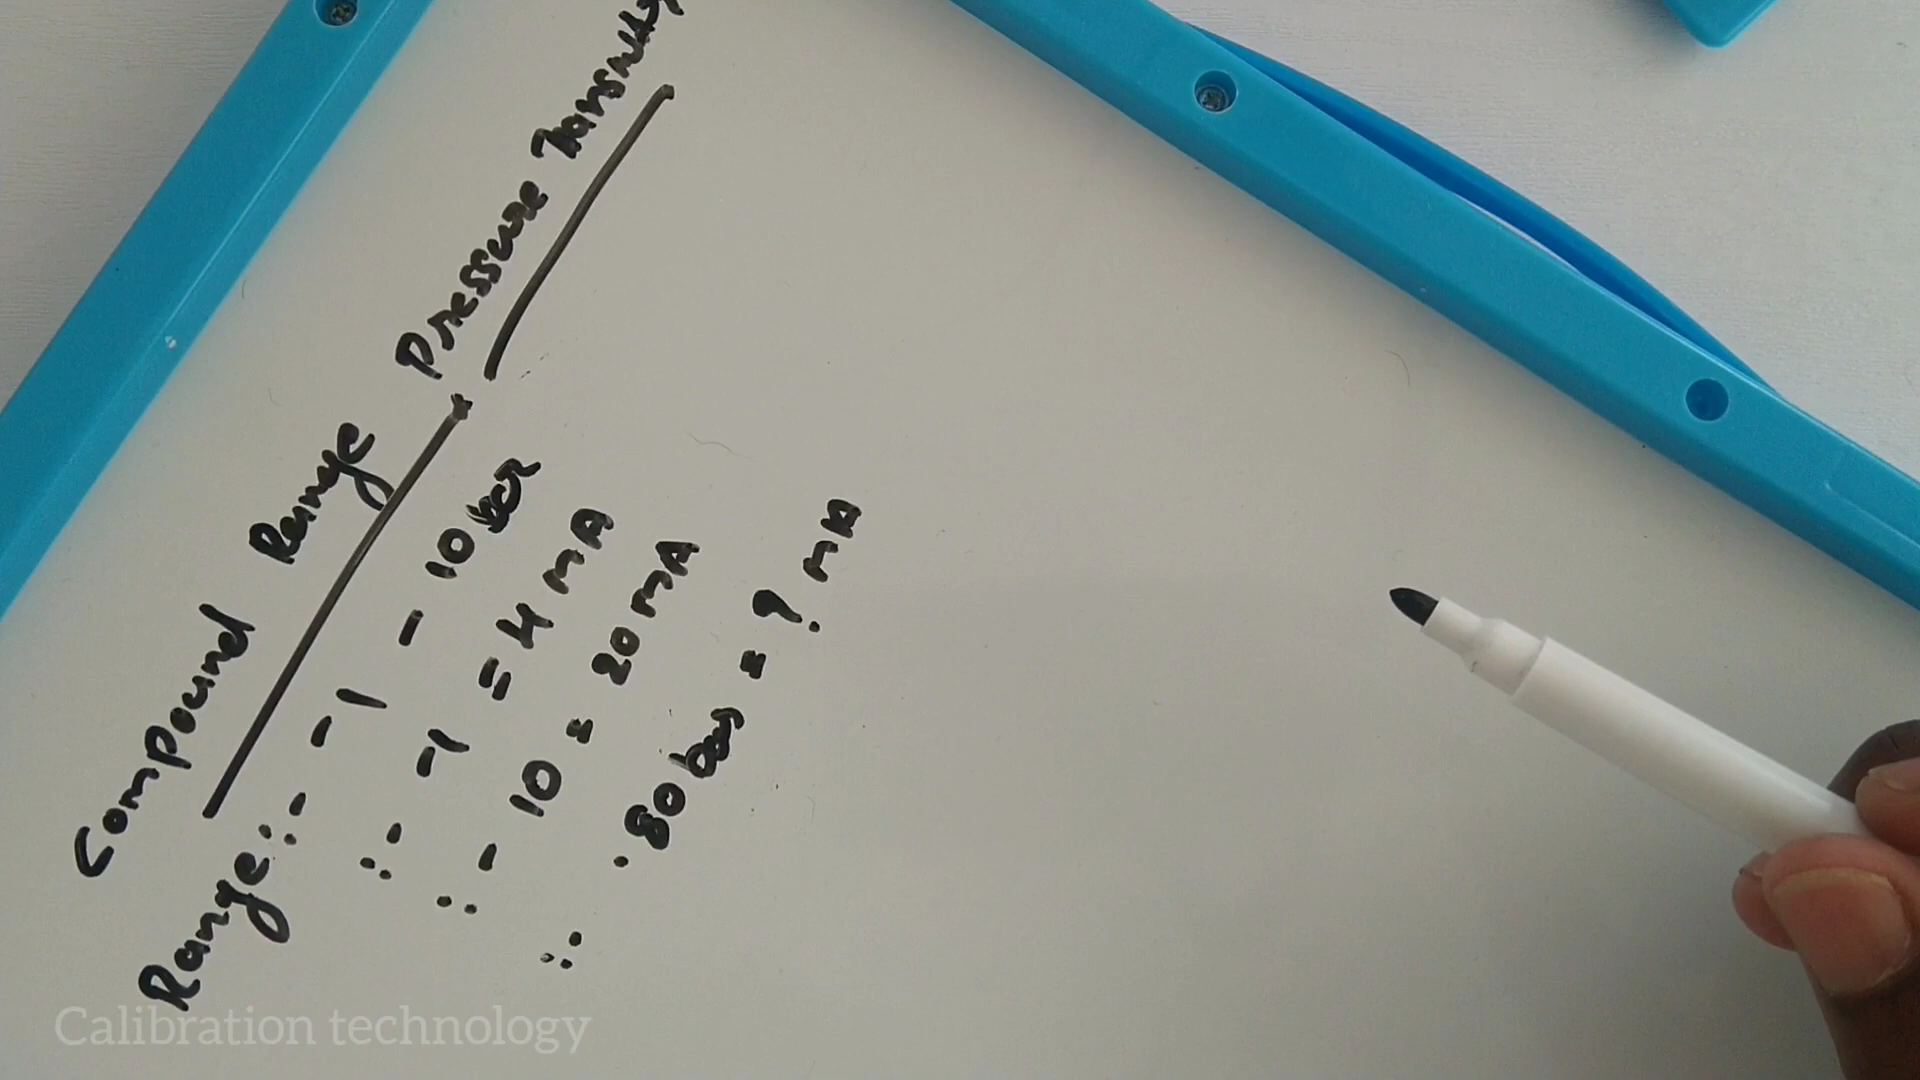 Compound Range Pressure Transmitter
Range :- -1 - 10 bar
:- -1 = 4 mA
:- 10 = 20 mA
:- .80 bar = ? mA
Calibration technology